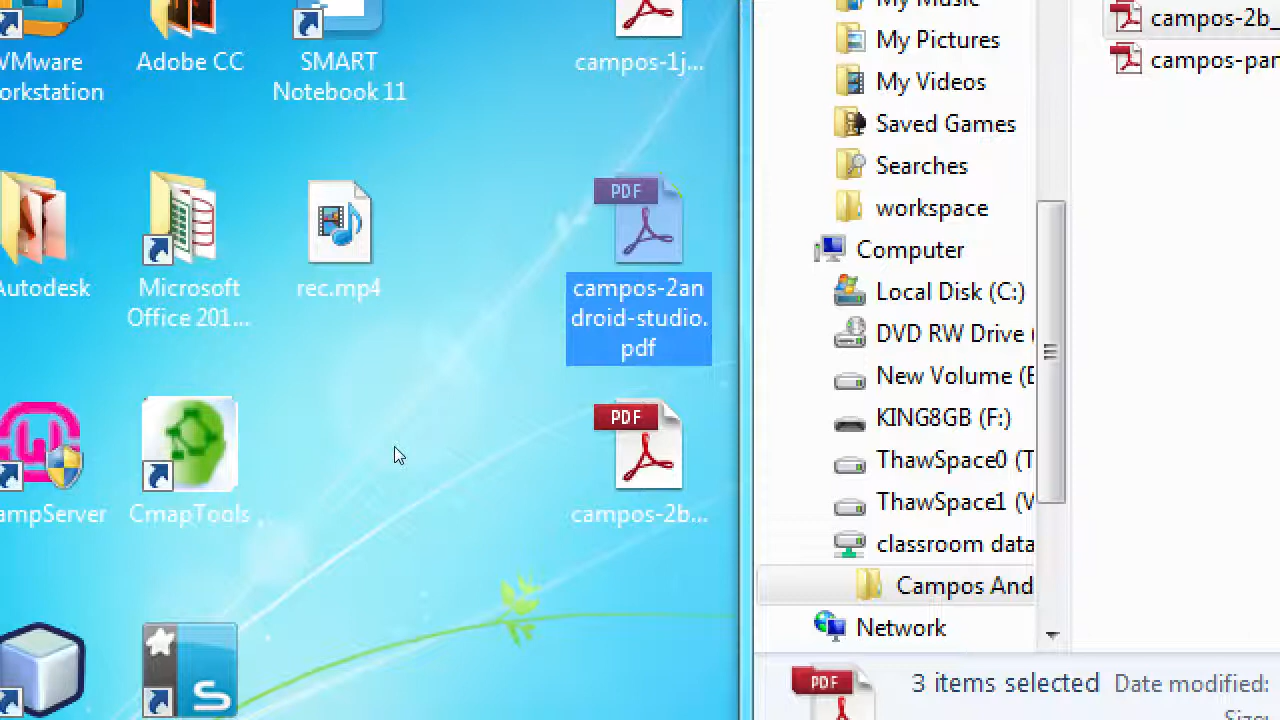 VMware
orkstation
Adobe CC
SMART
Notebook 11
campos-1j...
Autodesk
Microsoft
Office 201...
rec.mp4
PDF
campos-2an
droid-studio.
pdf
ampServer
CmapTools
PDF
campos-2b...
S
My Music
My Pictures
My Videos
Saved Games
Searches
workspace
Computer
Local Disk (C:)
DVD RW Drive (
New Volume (E
KING8GB (F:)
ThawSpace0 (T
ThawSpace1 (V
classroom data
Campos And
Network
campos-2b_
campos-par
PDF
3 items selected Date modified:
Size: